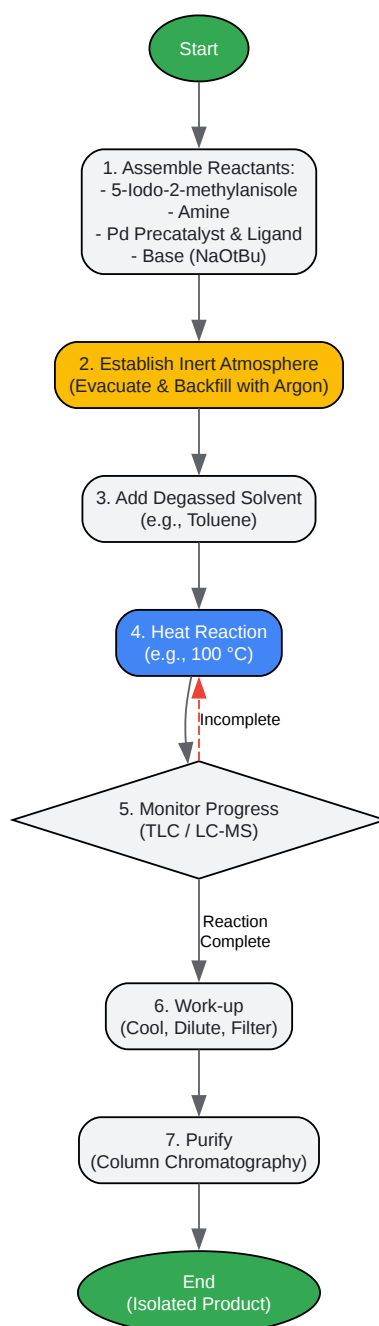 Start
1. Assemble Reactants:
- 5-Iodo-2-methylanisole
- Amine
- Pd Precatalyst & Ligand
- Base (NaOtBu)
2. Establish Inert Atmosphere
(Evacuate & Backfill with Argon)
3. Add Degassed Solvent
(e.g., Toluene)
4. Heat Reaction
(e.g., 100 °C)
Incomplete
5. Monitor Progress
(TLC / LC-MS)
Reaction
Complete
6. Work-up
(Cool, Dilute, Filter)
7. Purify
(Column Chromatography)
End
(Isolated Product)